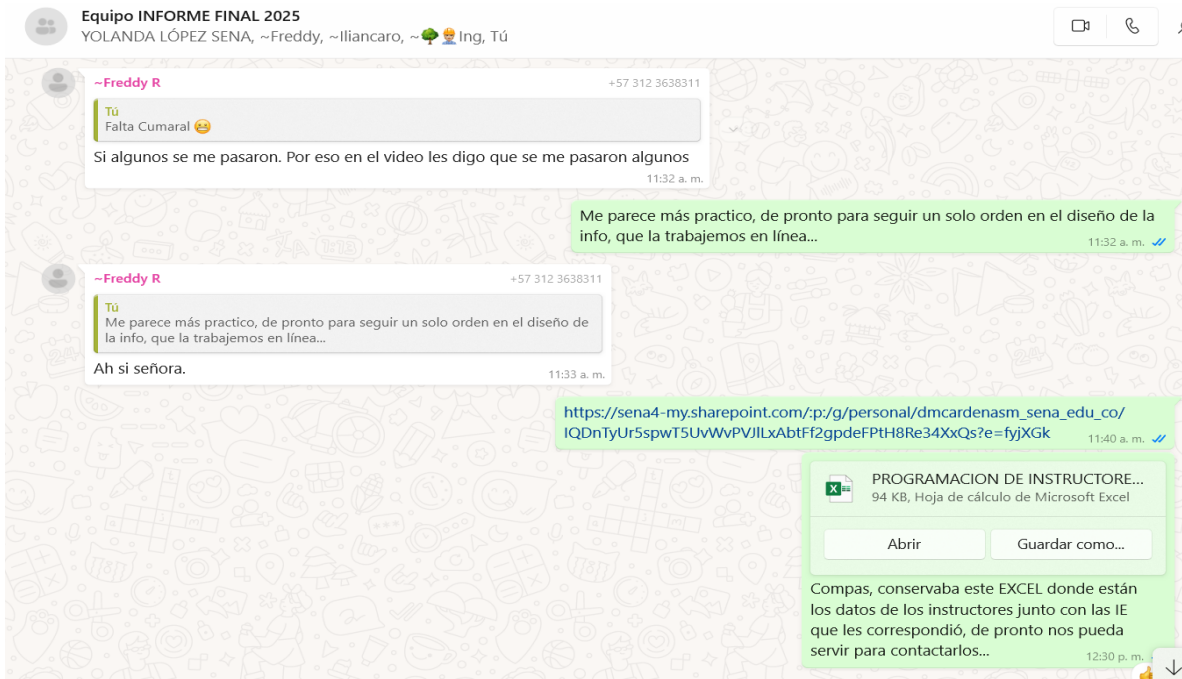 Equipo INFORME FINAL 2025
YOLANDA LÓPEZ SENA, ~Freddy, ~Iliancaro, ~🌳👷🏼Ing, Tú
~Freddy R +57 312 3638311
Tú
Falta Cumaral 😁
Si algunos se me pasaron. Por eso en el video les digo que se me pasaron algunos
11:32 a. m.
Me parece más practico, de pronto para seguir un solo orden en el diseño de la
info, que la trabajemos en línea...
11:32 a. m.
~Freddy R +57 312 3638311
Tú
Me parece más practico, de pronto para seguir un solo orden en el diseño de
la info, que la trabajemos en línea...
Ah si señora.
11:33 a. m.
https://sena4-my.sharepoint.com/:p:/g/personal/dmcardenasm_sena_edu_co/
IQDnTyUr5spwT5UvWvPVJlLxAbtFf2gpdeFPtH8Re34XxQs?e=fyjXGk
11:40 a. m.
PROGRAMACION DE INSTRUCTORE...
94 KB, Hoja de cálculo de Microsoft Excel
Abrir Guardar como...
Compas, conservaba este EXCEL donde están
los datos de los instructores junto con las IE
que les correspondió, de pronto nos pueda
servir para contactarlos...
12:30 p. m.